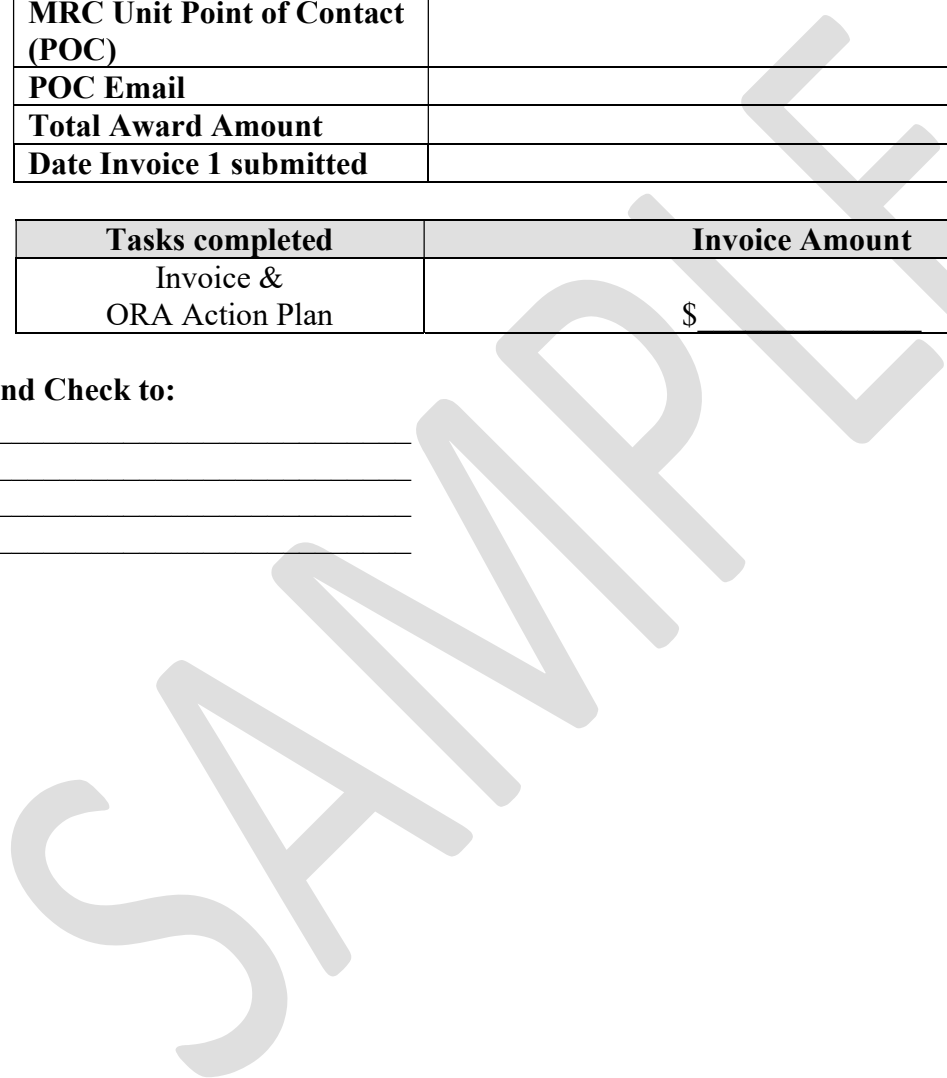 MRC Unit Point of Contact
(POC)
POC Email
Total Award Amount
Date Invoice 1 submitted
Tasks completed Invoice Amount
Invoice &
ORA Action Plan $________________
nd Check to:
SAMPLE